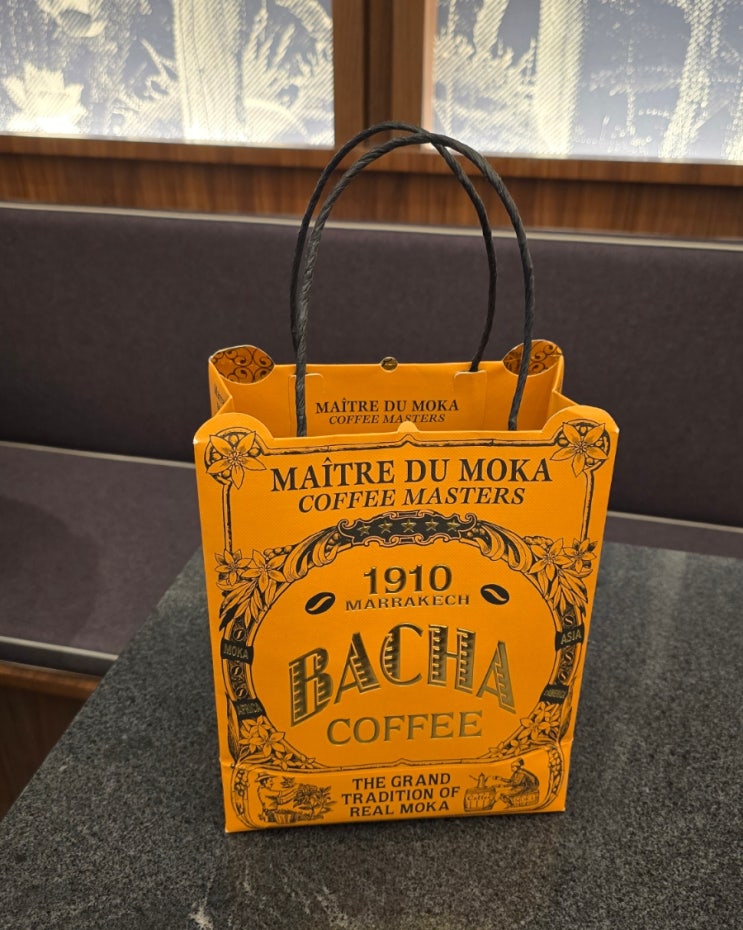 MAÎTRE DU MOKA
COFFEE MASTERS
MAÎTRE DU MOKA
COFFEE MASTERS
1910
MARRAKECH
BACHA
COFFEE
MOKA
ASIA
AFRICA
THE GRAND
TRADITION OF
REAL MOKA